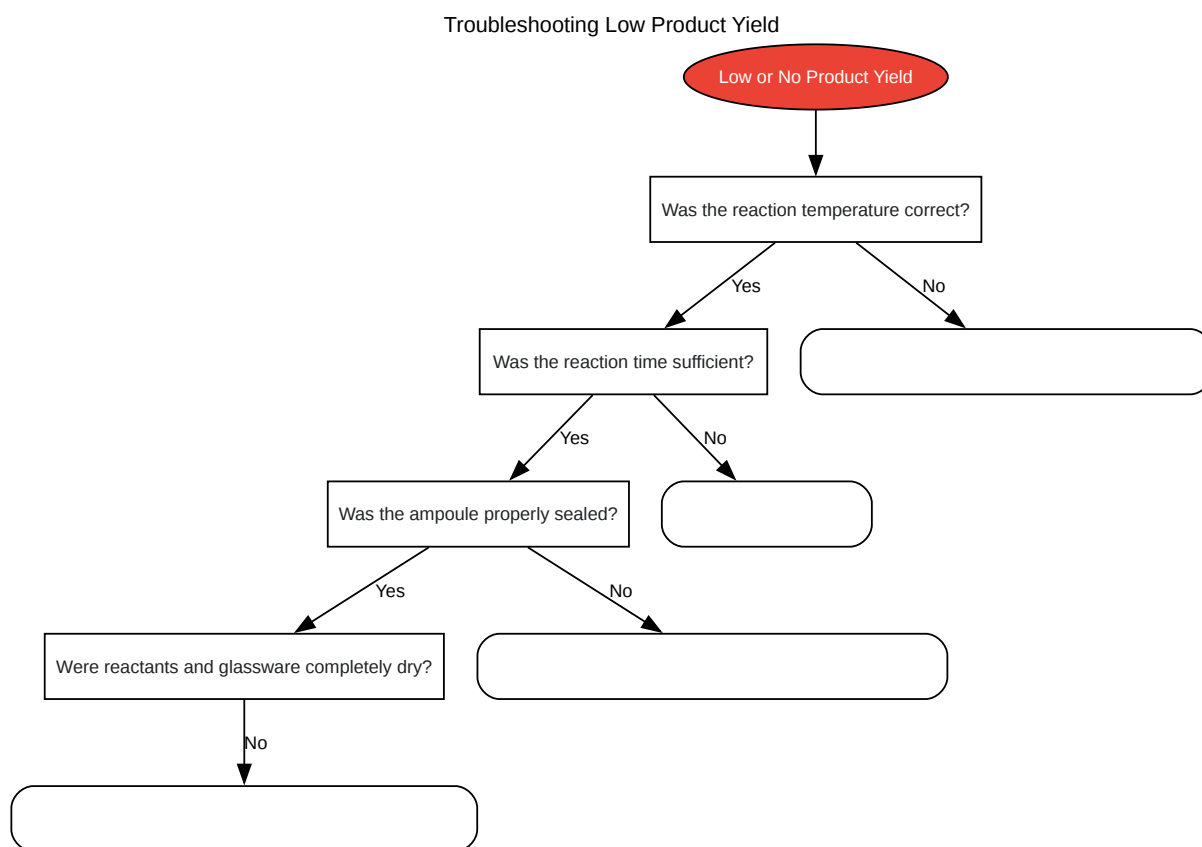 Troubleshooting Low Product Yield
Low or No Product Yield
Was the reaction temperature correct?
Yes
No
Was the reaction time sufficient?
Yes
No
Was the ampoule properly sealed?
Yes
No
Were reactants and glassware completely dry?
No